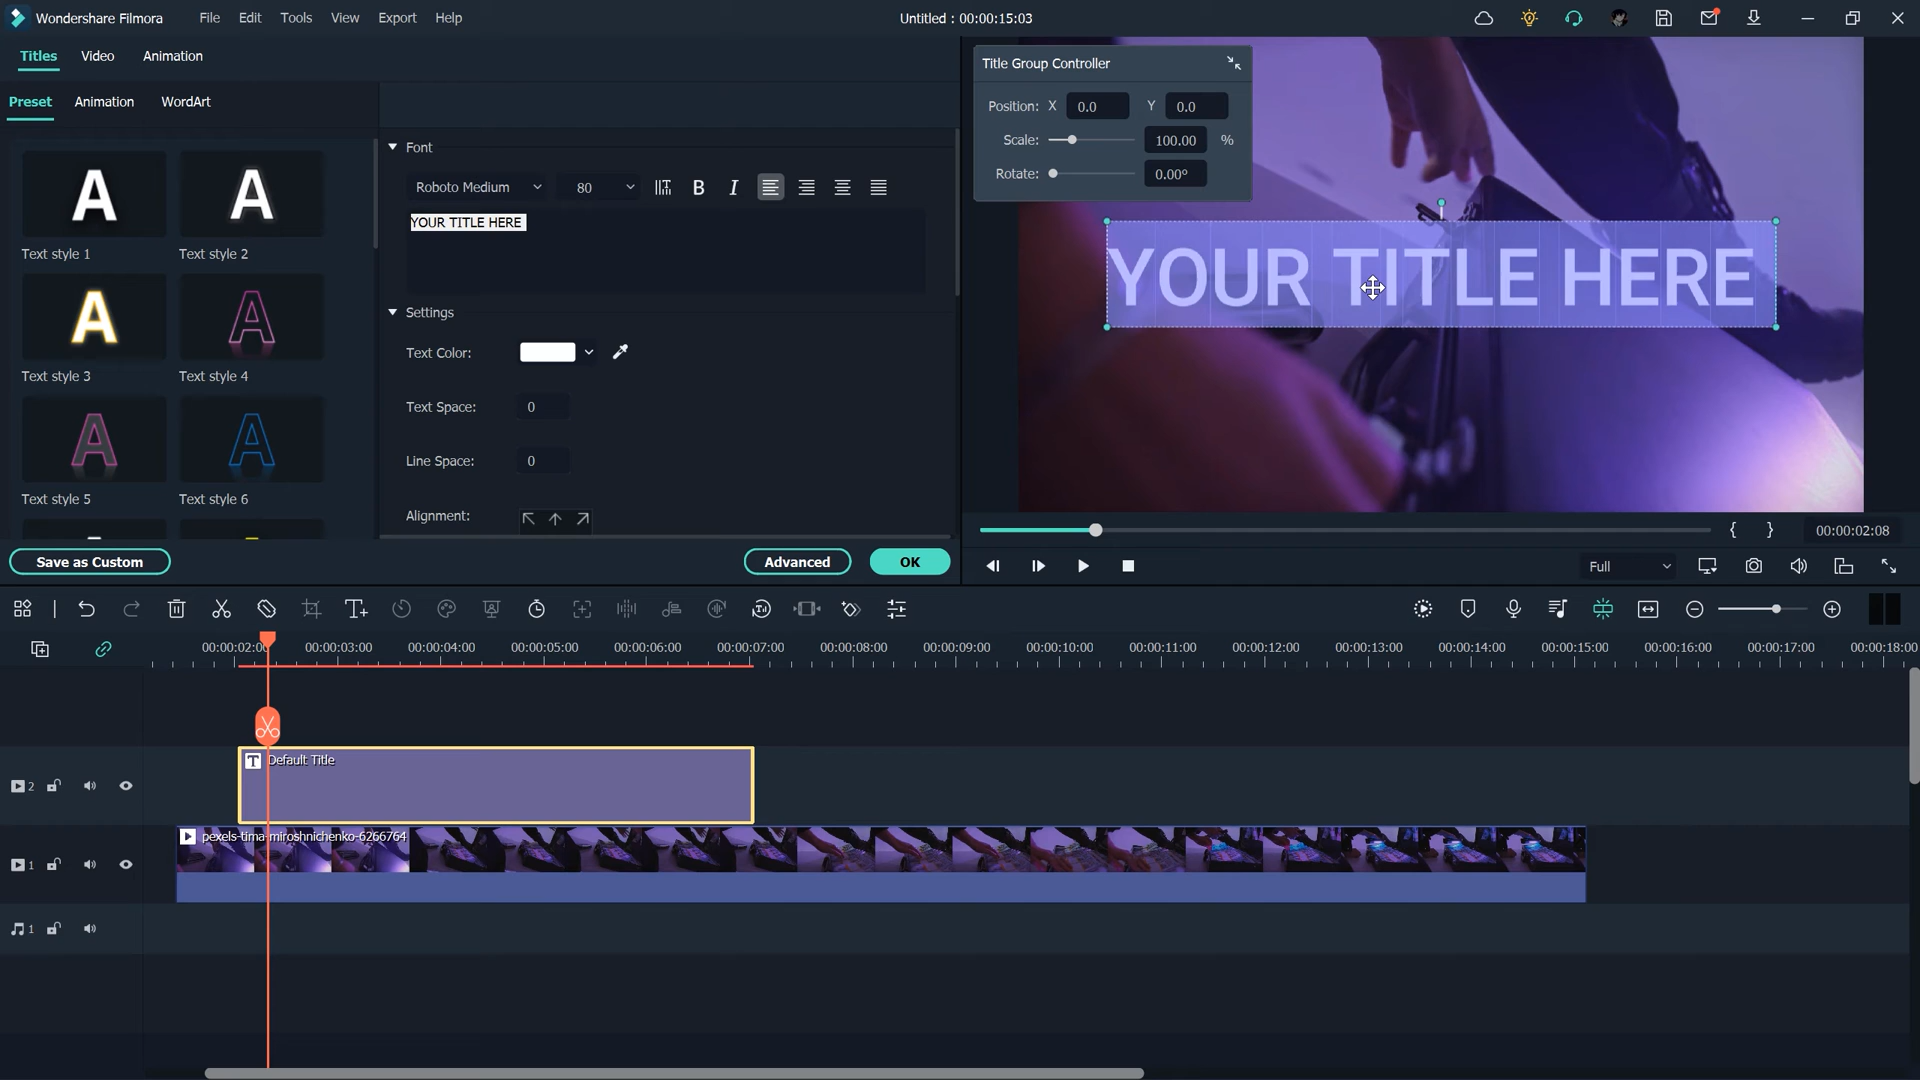 Wondershare Filmora
File Edit Tools View Export Help
Untitled : 00:00:15:03
Titles Video Animation
Preset Animation WordArt
A A
Text style 1 Text style 2
A A
Text style 3 Text style 4
A A
Text style 5 Text style 6
Save as Custom
Font
Roboto Medium 80 B I
YOUR TITLE HERE
Settings
Text Color:
Text Space: 0
Line Space: 0
Alignment:
Advanced OK
Title Group Controller
Position: X 0.0 Y 0.0
Scale: 100.00 %
Rotate: 0.00º
YOUR TITLE HERE
{ } 00:00:02:08
Full
00:00:02:00 00:00:03:00 00:00:04:00 00:00:05:00 00:00:06:00 00:00:07:00 00:00:08:00 00:00:09:00 00:00:10:00 00:00:11:00 00:00:12:00 00:00:13:00 00:00:14:00 00:00:15:00 00:00:16:00 00:00:17:00 00:00:18:00
T Default Title
2
pexels-tima-miroshnichenko-6266764
1
1